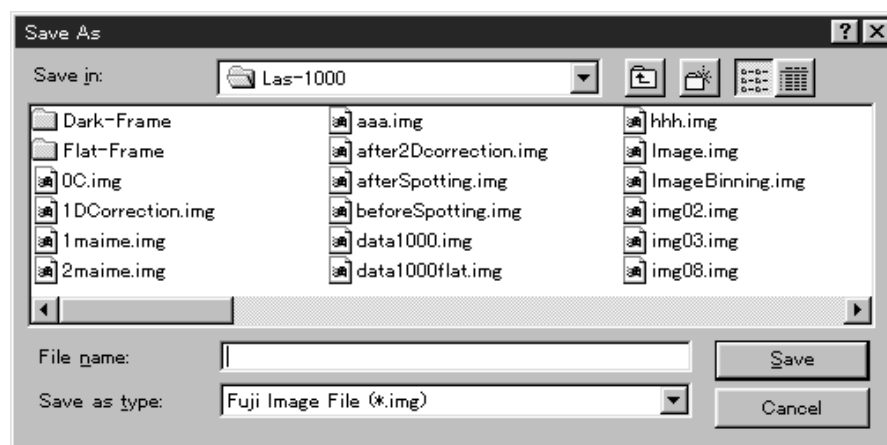 Save As
Save in: Las-1000
Dark-Frame
Flat-Frame
0C.img
1DCorrection.img
1maime.img
2maime.img
aaa.img
after2Dcorrection.img
afterSpotting.img
beforeSpotting.img
data1000.img
data1000flat.img
hhh.img
Image.img
ImageBinning.img
img02.img
img03.img
img08.img
File name: Save
Save as type: Fuji Image File (*.img) Cancel